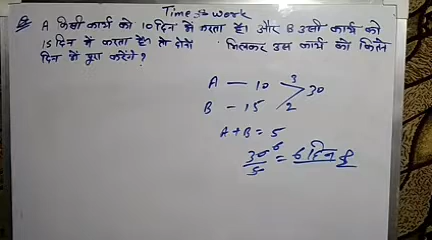 Time & work
Q. A किसी कार्य को 10 दिन में करता है। और B उसी कार्य को
15 दिन में करता है। तो दोनों मिलकर उस कार्य को कितने
दिन में पूरा करेंगे ?
A — 10 3
30
B — 15 2
A + B = 5
30 6
5 = 6 दिन